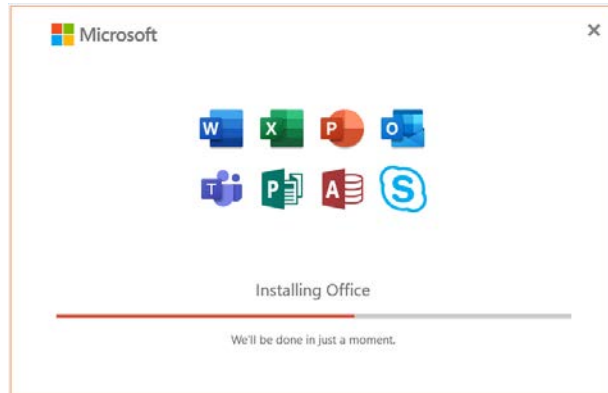 Microsoft
W X P O
T P A S
Installing Office
We'll be done in just a moment.